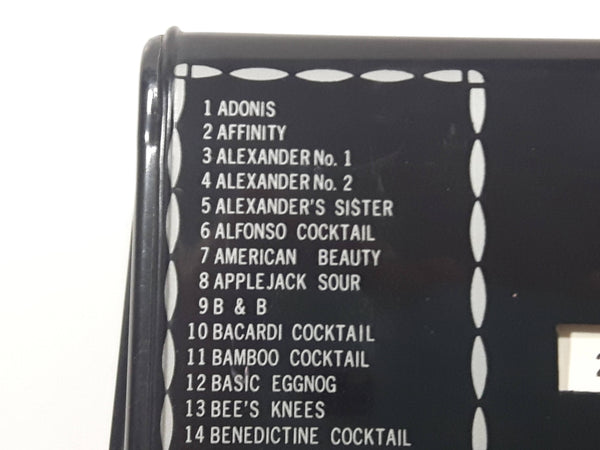 1 ADONIS
2 AFFINITY
3 ALEXANDER No. 1
4 ALEXANDER No. 2
5 ALEXANDER'S SISTER
6 ALFONSO COCKTAIL
7 AMERICAN BEAUTY
8 APPLEJACK SOUR
9 B & B
10 BACARDI COCKTAIL
11 BAMBOO COCKTAIL
12 BASIC EGGNOG
13 BEE'S KNEES
14 BENEDICTINE COCKTAIL